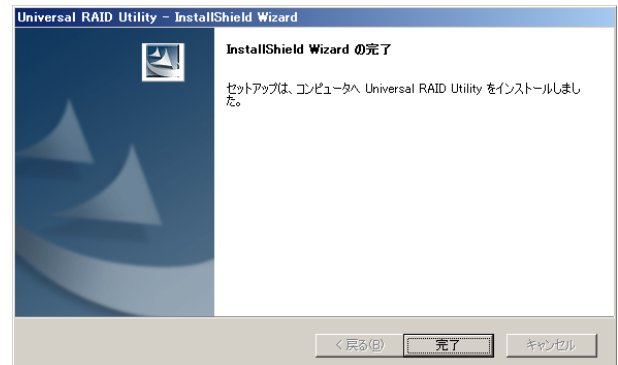 Universal RAID Utility - InstallShield Wizard
InstallShield Wizard の完了
セットアップは、コンピュータへ Universal RAID Utility をインストールしまし
た。
< 戻る(B) 完了 キャンセル